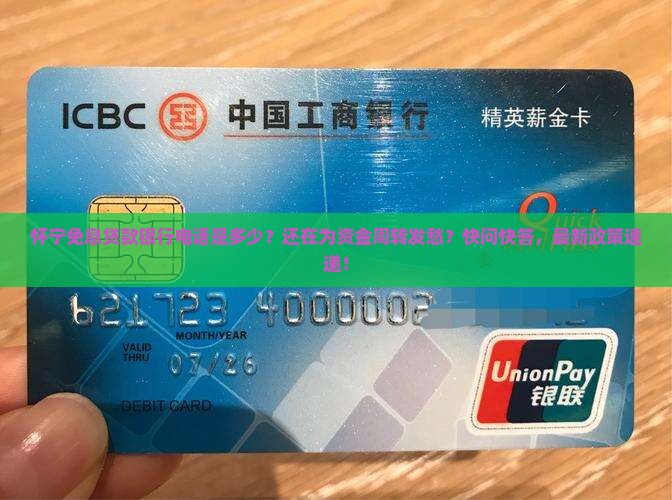 ICBC 中国工商银行 精英薪金卡
Quick
怀宁免息贷款银行电话是多少？还在为资金周转发愁？快问快答，最新政策速
递！
621723 4000002
MONTH/YEAR
VALID
THRU
07/26
DEBIT CARD
UnionPay
银联